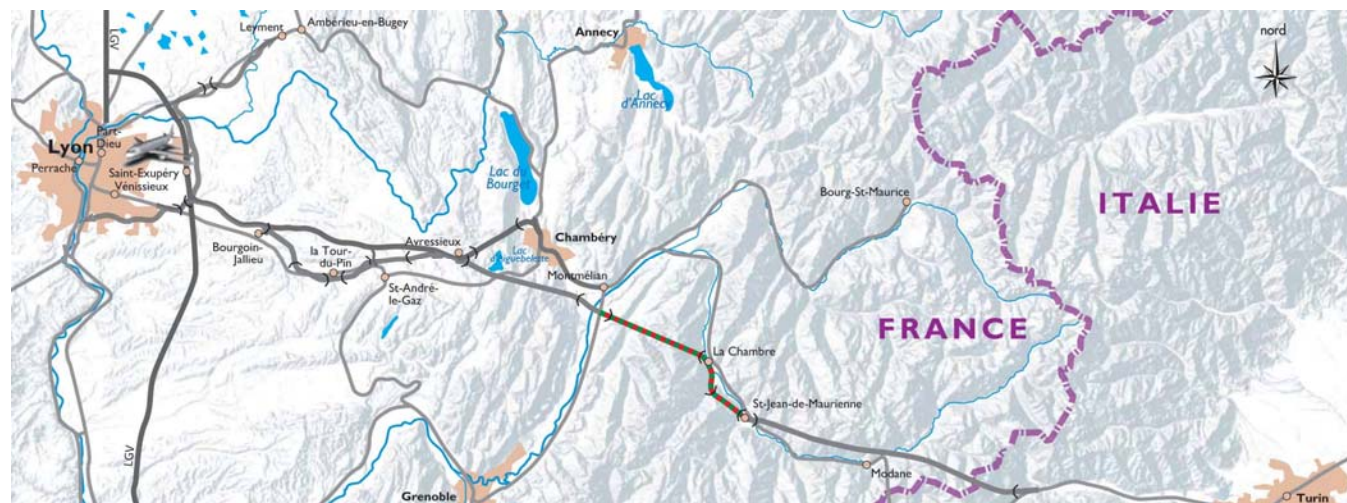 Ambérieu-en-Bugey
Leyment
LGV
Annecy
nord
Lac
d'Annecy
Part-
Dieu
Lyon
Perrache
Saint-Exupéry
Vénissieux
Lac du
Bourget
Bourg-St-Maurice
ITALIE
Bourgoin-
Jallieu
la Tour-
du-Pin
Avressieux
Chambéry
Lac
d'Aiguebelette
St-André-
le-Gaz
Montmélian
FRANCE
La Chambre
St-Jean-de-Maurienne
LGV
Modane
Grenoble
Turin